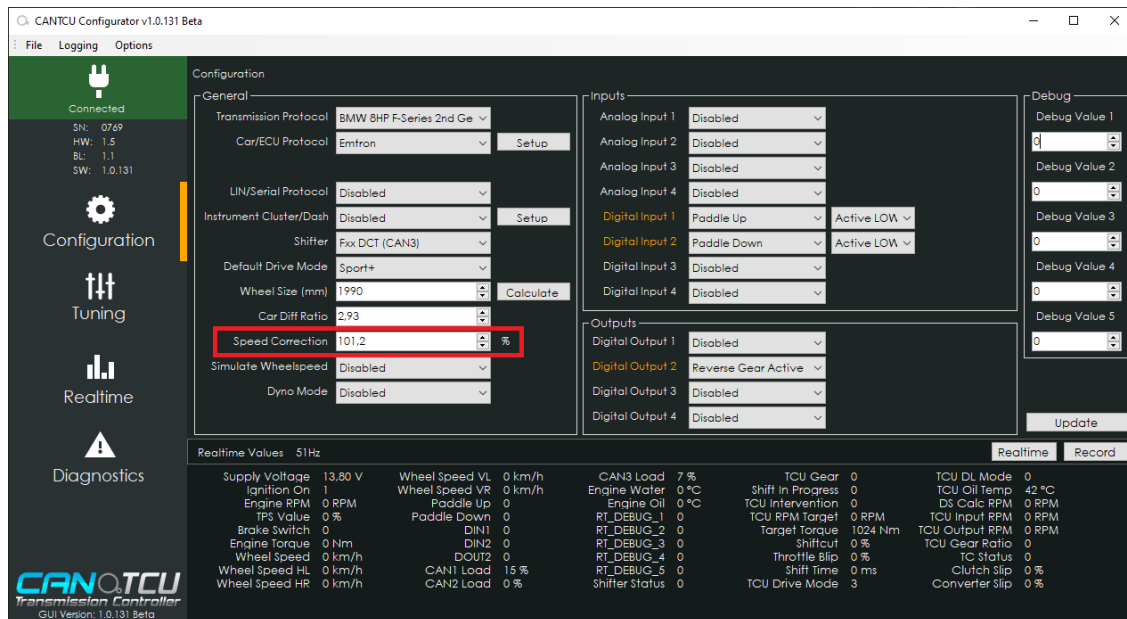 CANTCU Configurator v1.0.131 Beta
File Logging Options
Connected
SN: 0769
HW: 1.5
BL: 1.1
SW: 1.0.131
Configuration
Tuning
Realtime
Diagnostics
CANTCU
Transmission Controller
GUI Version: 1.0.131 Beta
Configuration
General
Transmission Protocol BMW 8HP F-Series 2nd Ge
Car/ECU Protocol Emtron Setup
LIN/Serial Protocol Disabled
Instrument Cluster/Dash Disabled Setup
Shifter Fxx DCT (CAN3)
Default Drive Mode Sport+
Wheel Size (mm) 1990 Calculate
Car Diff Ratio 2,93
Speed Correction 101,2 %
Simulate Wheelspeed Disabled
Dyno Mode Disabled
Inputs
Analog Input 1 Disabled
Analog Input 2 Disabled
Analog Input 3 Disabled
Analog Input 4 Disabled
Digital Input 1 Paddle Up Active LOW
Digital Input 2 Paddle Down Active LOW
Digital Input 3 Disabled
Digital Input 4 Disabled
Outputs
Digital Output 1 Disabled
Digital Output 2 Reverse Gear Active
Digital Output 3 Disabled
Digital Output 4 Disabled
Debug
Debug Value 1
0
Debug Value 2
0
Debug Value 3
0
Debug Value 4
0
Debug Value 5
0
Update
Realtime Values 51Hz Realtime Record
Supply Voltage 13,80 V Wheel Speed VL 0 km/h CAN3 Load 7 % TCU Gear 0 TCU DL Mode 0
Ignition On 1 Wheel Speed VR 0 km/h Engine Water 0 °C Shift In Progress 0 TCU Oil Temp 42 °C
Engine RPM 0 RPM Paddle Up 0 Engine Oil 0 °C TCU Intervention 0 DS Calc RPM 0 RPM
TPS Value 0 % Paddle Down 0 RT_DEBUG_1 0 TCU RPM Target 0 RPM TCU Input RPM 0 RPM
Brake Switch 0 DIN1 0 RT_DEBUG_2 0 Target Torque 1024 Nm TCU Output RPM 0 RPM
Engine Torque 0 Nm DIN2 0 RT_DEBUG_3 0 Shiftcut 0 % TCU Gear Ratio 0
Wheel Speed 0 km/h DOUT2 0 RT_DEBUG_4 0 Throttle Blip 0 % TC Status 0
Wheel Speed HL 0 km/h CAN1 Load 15 % RT_DEBUG_5 0 Shift Time 0 ms Clutch Slip 0 %
Wheel Speed HR 0 km/h CAN2 Load 0 % Shifter Status 0 TCU Drive Mode 3 Converter Slip 0 %